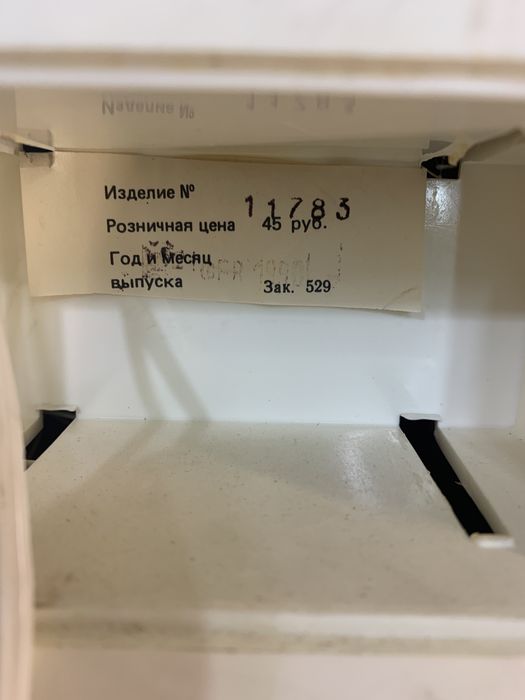 Изделие № 11783
Розничная цена 45 руб.
Год и месяц
выпуска Зак. 529